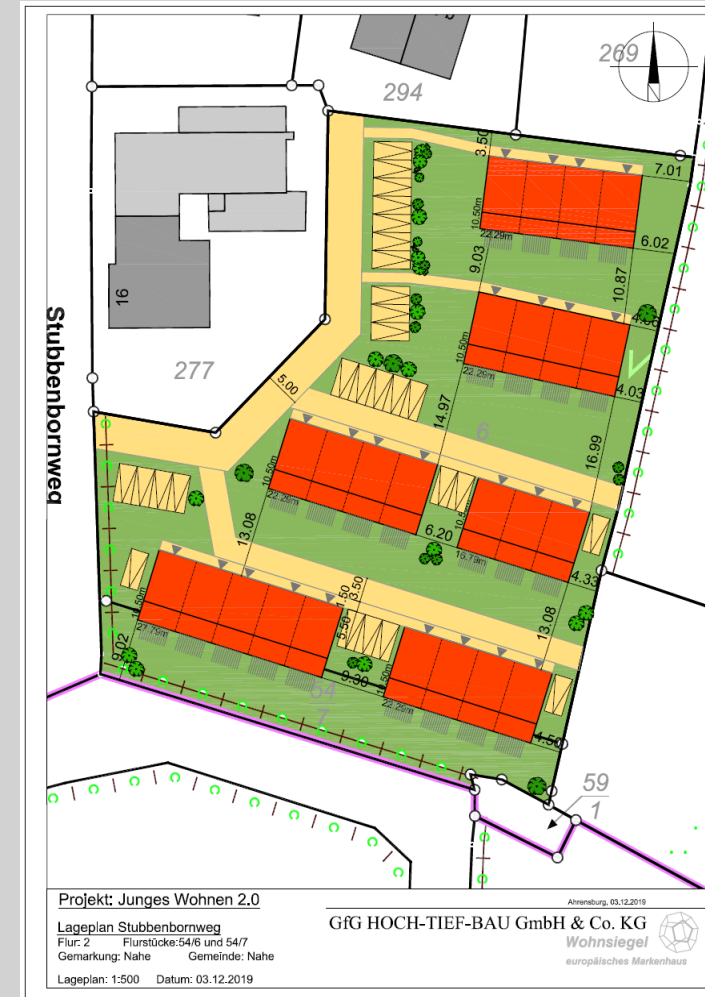 269
294
3.50
7.01
10.50m
22.29m
6.02
9.03
10.87
16
277
10.50m
22.29m
4.03
5.00
14.97
6
16.99
Stubbenbornweg
10.50m
22.29m
6.20
16.79m
13.08
4.33
3.50
1.50
5.50
13.08
27.79m
9.02
9.30
10.50m
22.29m
54
7
4.50
59
1
Projekt: Junges Wohnen 2.0
Lageplan Stubbenbornweg
Flur: 2 Flurstücke:54/6 und 54/7
Gemarkung: Nahe Gemeinde: Nahe
Lageplan: 1:500 Datum: 03.12.2019
Ahrensburg, 03.12.2019
GfG HOCH-TIEF-BAU GmbH & Co. KG
Wohnsiegel
europäisches Markenhaus